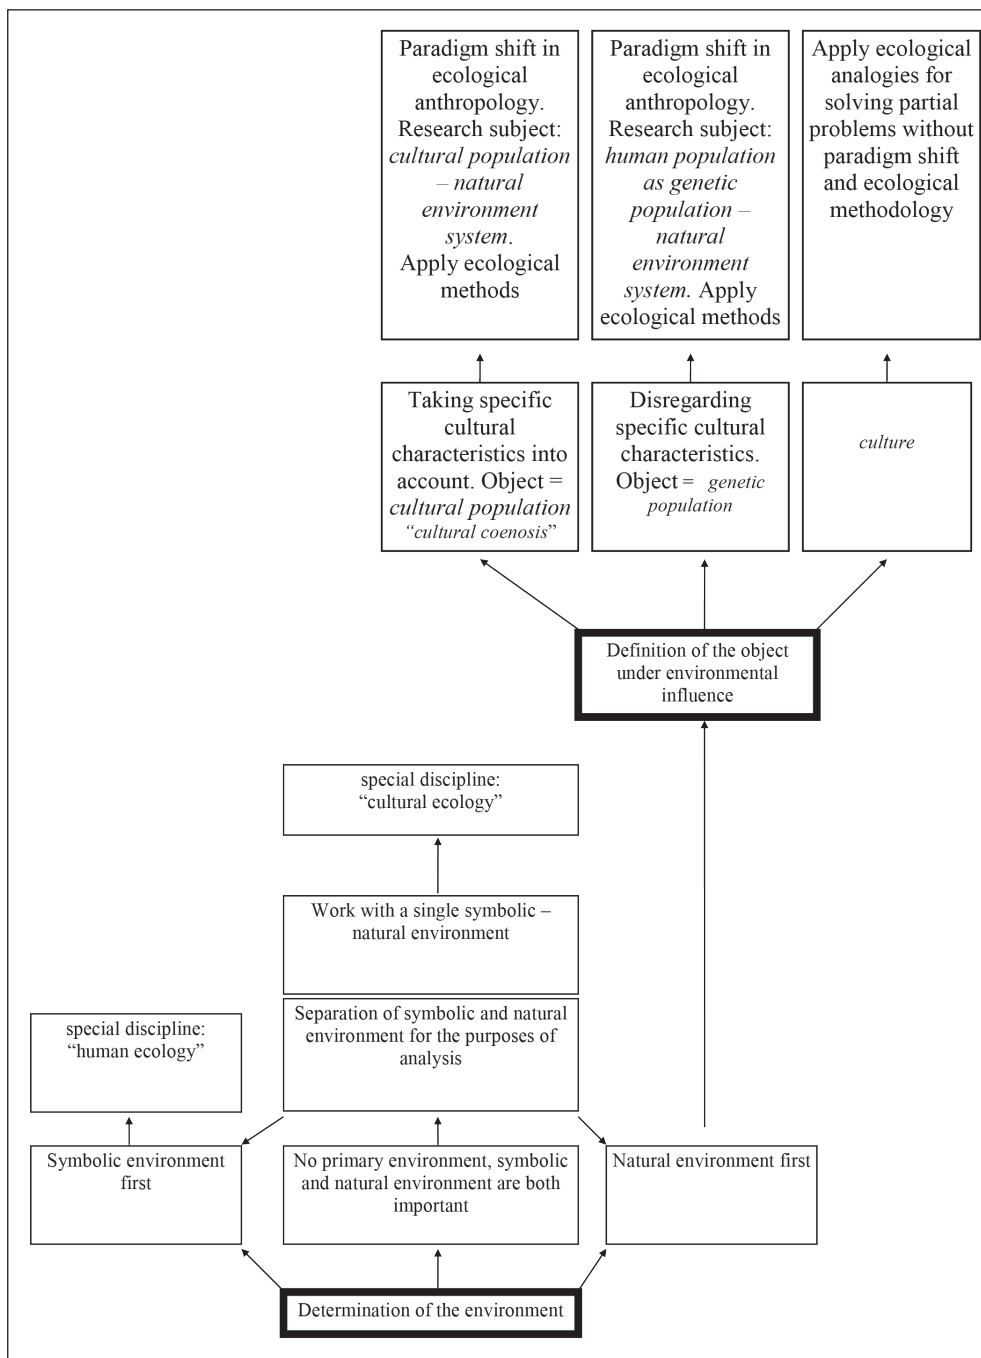 Paradigm shift in
ecological
anthropology.
Research subject:
cultural population
– natural
environment
system.
Apply ecological
methods
Paradigm shift in
ecological
anthropology.
Research subject:
human population
as genetic
population –
natural
environment
system. Apply
ecological methods
Apply ecological
analogies for
solving partial
problems without
paradigm shift
and ecological
methodology
Taking specific
cultural
characteristics into
account. Object =
cultural population
“cultural coenosis”
Disregarding
specific cultural
characteristics.
Object = genetic
population
culture
Definition of the object
under environmental
influence
special discipline:
“cultural ecology”
Work with a single symbolic –
natural environment
Separation of symbolic and natural
environment for the purposes of
analysis
special discipline:
“human ecology”
Symbolic environment
first
No primary environment, symbolic
and natural environment are both
important
Natural environment first
Determination of the environment